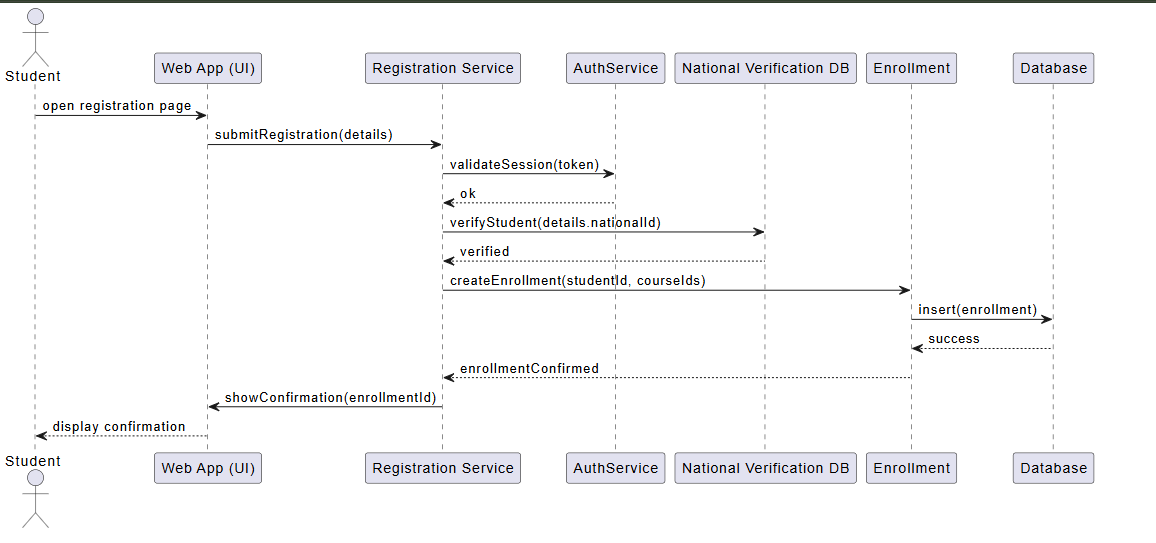 Student
Web App (UI)
Registration Service
AuthService
National Verification DB
Enrollment
Database
open registration page
submitRegistration(details)
validateSession(token)
ok
verifyStudent(details.nationalId)
verified
createEnrollment(studentId, courseIds)
insert(enrollment)
success
enrollmentConfirmed
showConfirmation(enrollmentId)
display confirmation
Student
Web App (UI)
Registration Service
AuthService
National Verification DB
Enrollment
Database